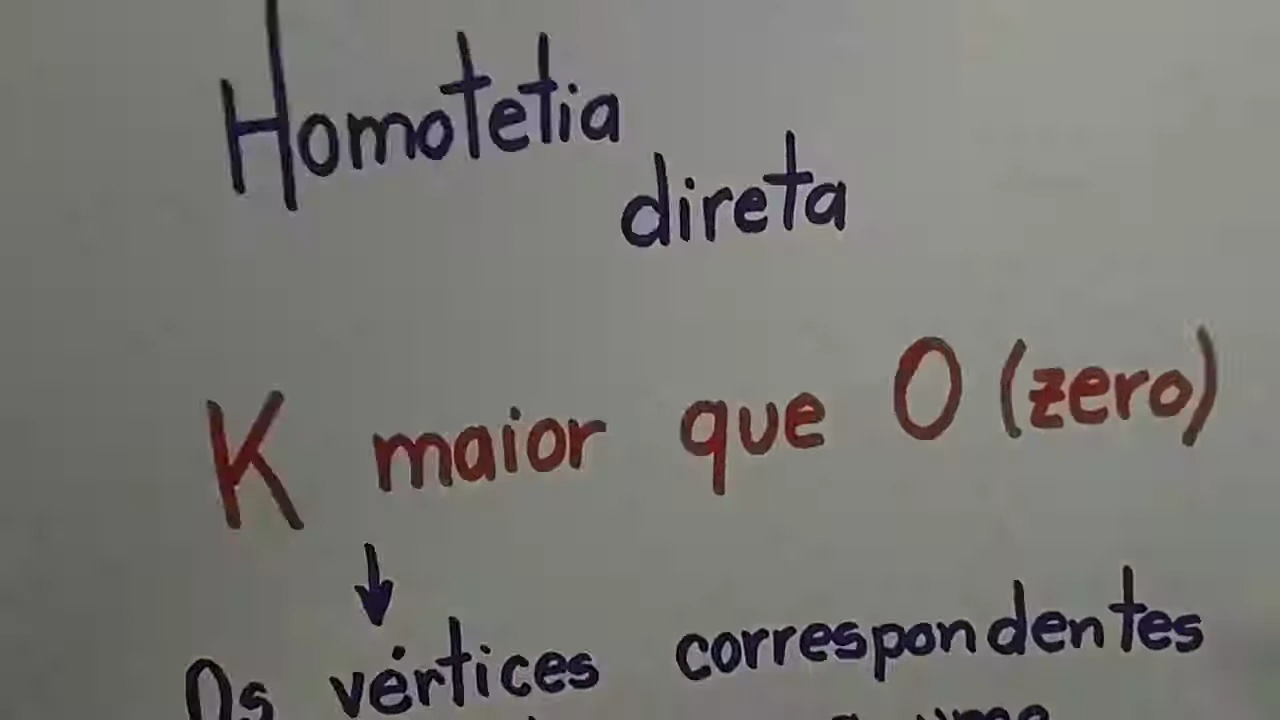 Homotetia
direta
K maior que 0 (zero)
↓
Os vértices correspondentes